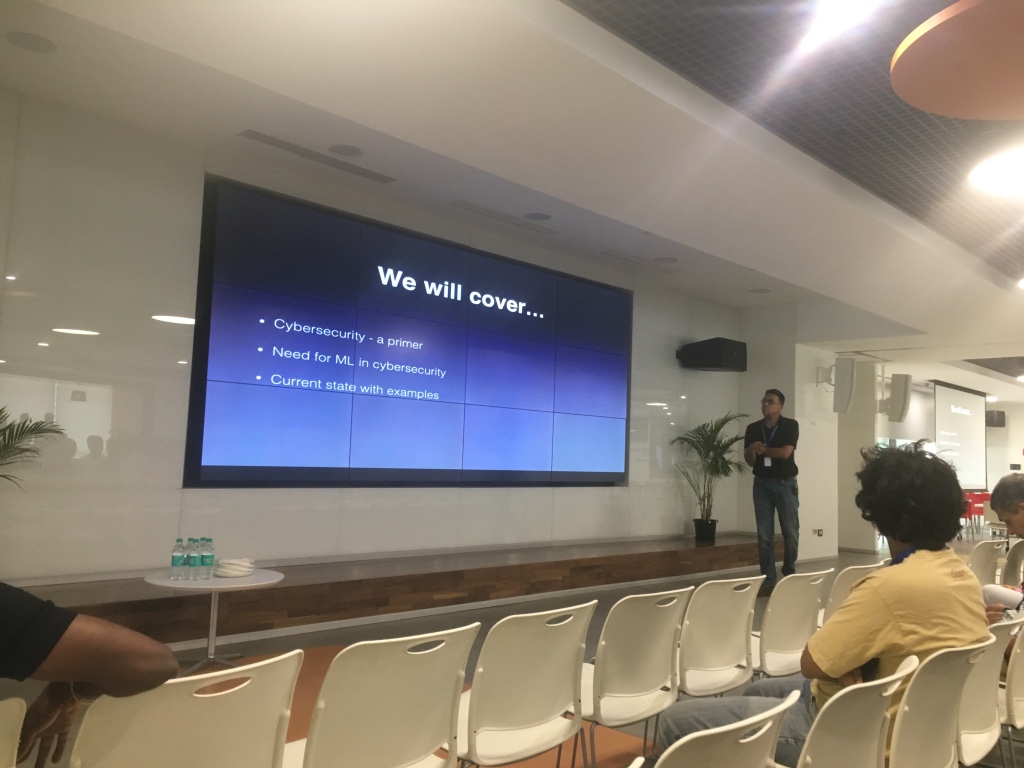 We will cover...
• Cybersecurity - a primer
• Need for ML in cybersecurity
• Current state with examples